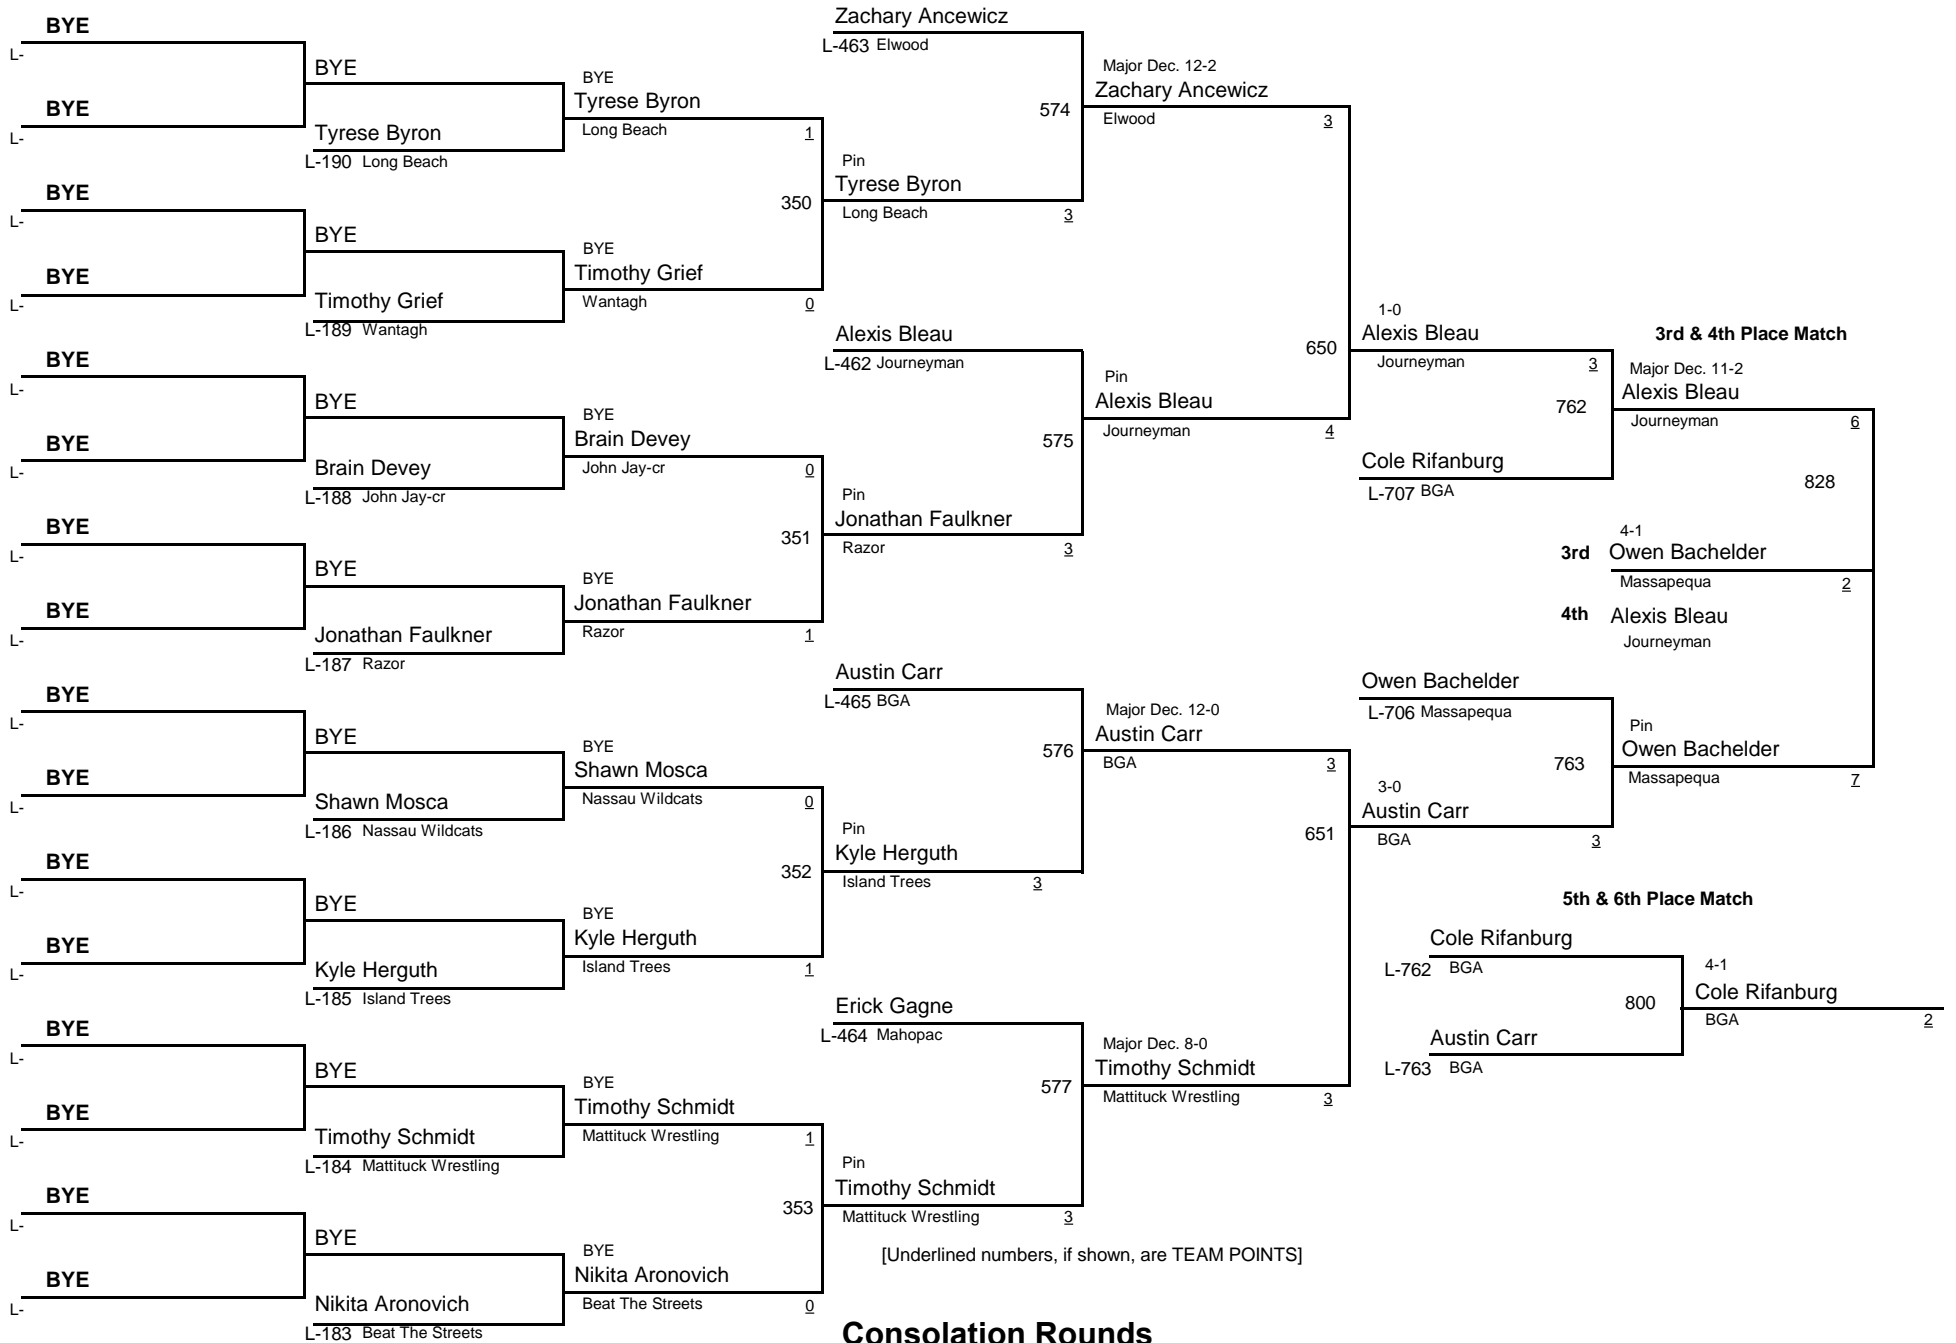 BYE
L-
BYE
L-
BYE
L-
BYE
L-
BYE
L-
BYE
L-
BYE
L-
BYE
L-
BYE
L-
BYE
L-
BYE
L-
BYE
L-
BYE
L-
BYE
L-
BYE
L-
BYE
L-
BYE
Tyrese Byron
L-190 Long Beach
BYE
Timothy Grief
L-189 Wantagh
BYE
Brain Devey
L-188 John Jay-cr
BYE
Jonathan Faulkner
L-187 Razor
BYE
Shawn Mosca
L-186 Nassau Wildcats
BYE
Kyle Herguth
L-185 Island Trees
BYE
Timothy Schmidt
L-184 Mattituck Wrestling
BYE
Nikita Aronovich
L-183 Beat The Streets
BYE
Tyrese Byron
Long Beach 1
350
BYE
Timothy Grief
Wantagh 0
BYE
Brain Devey
John Jay-cr 0
351
BYE
Jonathan Faulkner
Razor 1
BYE
Shawn Mosca
Nassau Wildcats 0
352
BYE
Kyle Herguth
Island Trees 1
BYE
Timothy Schmidt
Mattituck Wrestling 1
353
BYE
Nikita Aronovich
Beat The Streets 0
Zachary Ancewicz
L-463 Elwood
574
Pin
Tyrese Byron
Long Beach 3
Alexis Bleau
L-462 Journeyman
575
Pin
Jonathan Faulkner
Razor 3
Austin Carr
L-465 BGA
576
Pin
Kyle Herguth
Island Trees 3
Erick Gagne
L-464 Mahopac
577
Pin
Timothy Schmidt
Mattituck Wrestling 3
Major Dec. 12-2
Zachary Ancewicz
Elwood 3
650
Pin
Alexis Bleau
Journeyman 4
Major Dec. 12-0
Austin Carr
BGA 3
651
Major Dec. 8-0
Timothy Schmidt
Mattituck Wrestling 3
1-0
Alexis Bleau
Journeyman 3
762
Cole Rifanburg
L-707 BGA
Owen Bachelder
L-706 Massapequa
763
3-0
Austin Carr
BGA 3
3rd & 4th Place Match
Major Dec. 11-2
Alexis Bleau
Journeyman 6
828
4-1
3rd Owen Bachelder
Massapequa 2
4th Alexis Bleau
Journeyman
Pin
Owen Bachelder
Massapequa 7
5th & 6th Place Match
Cole Rifanburg
L-762 BGA
800
Austin Carr
L-763 BGA
4-1
Cole Rifanburg
BGA 2
[Underlined numbers, if shown, are TEAM POINTS]
Consolation Rounds